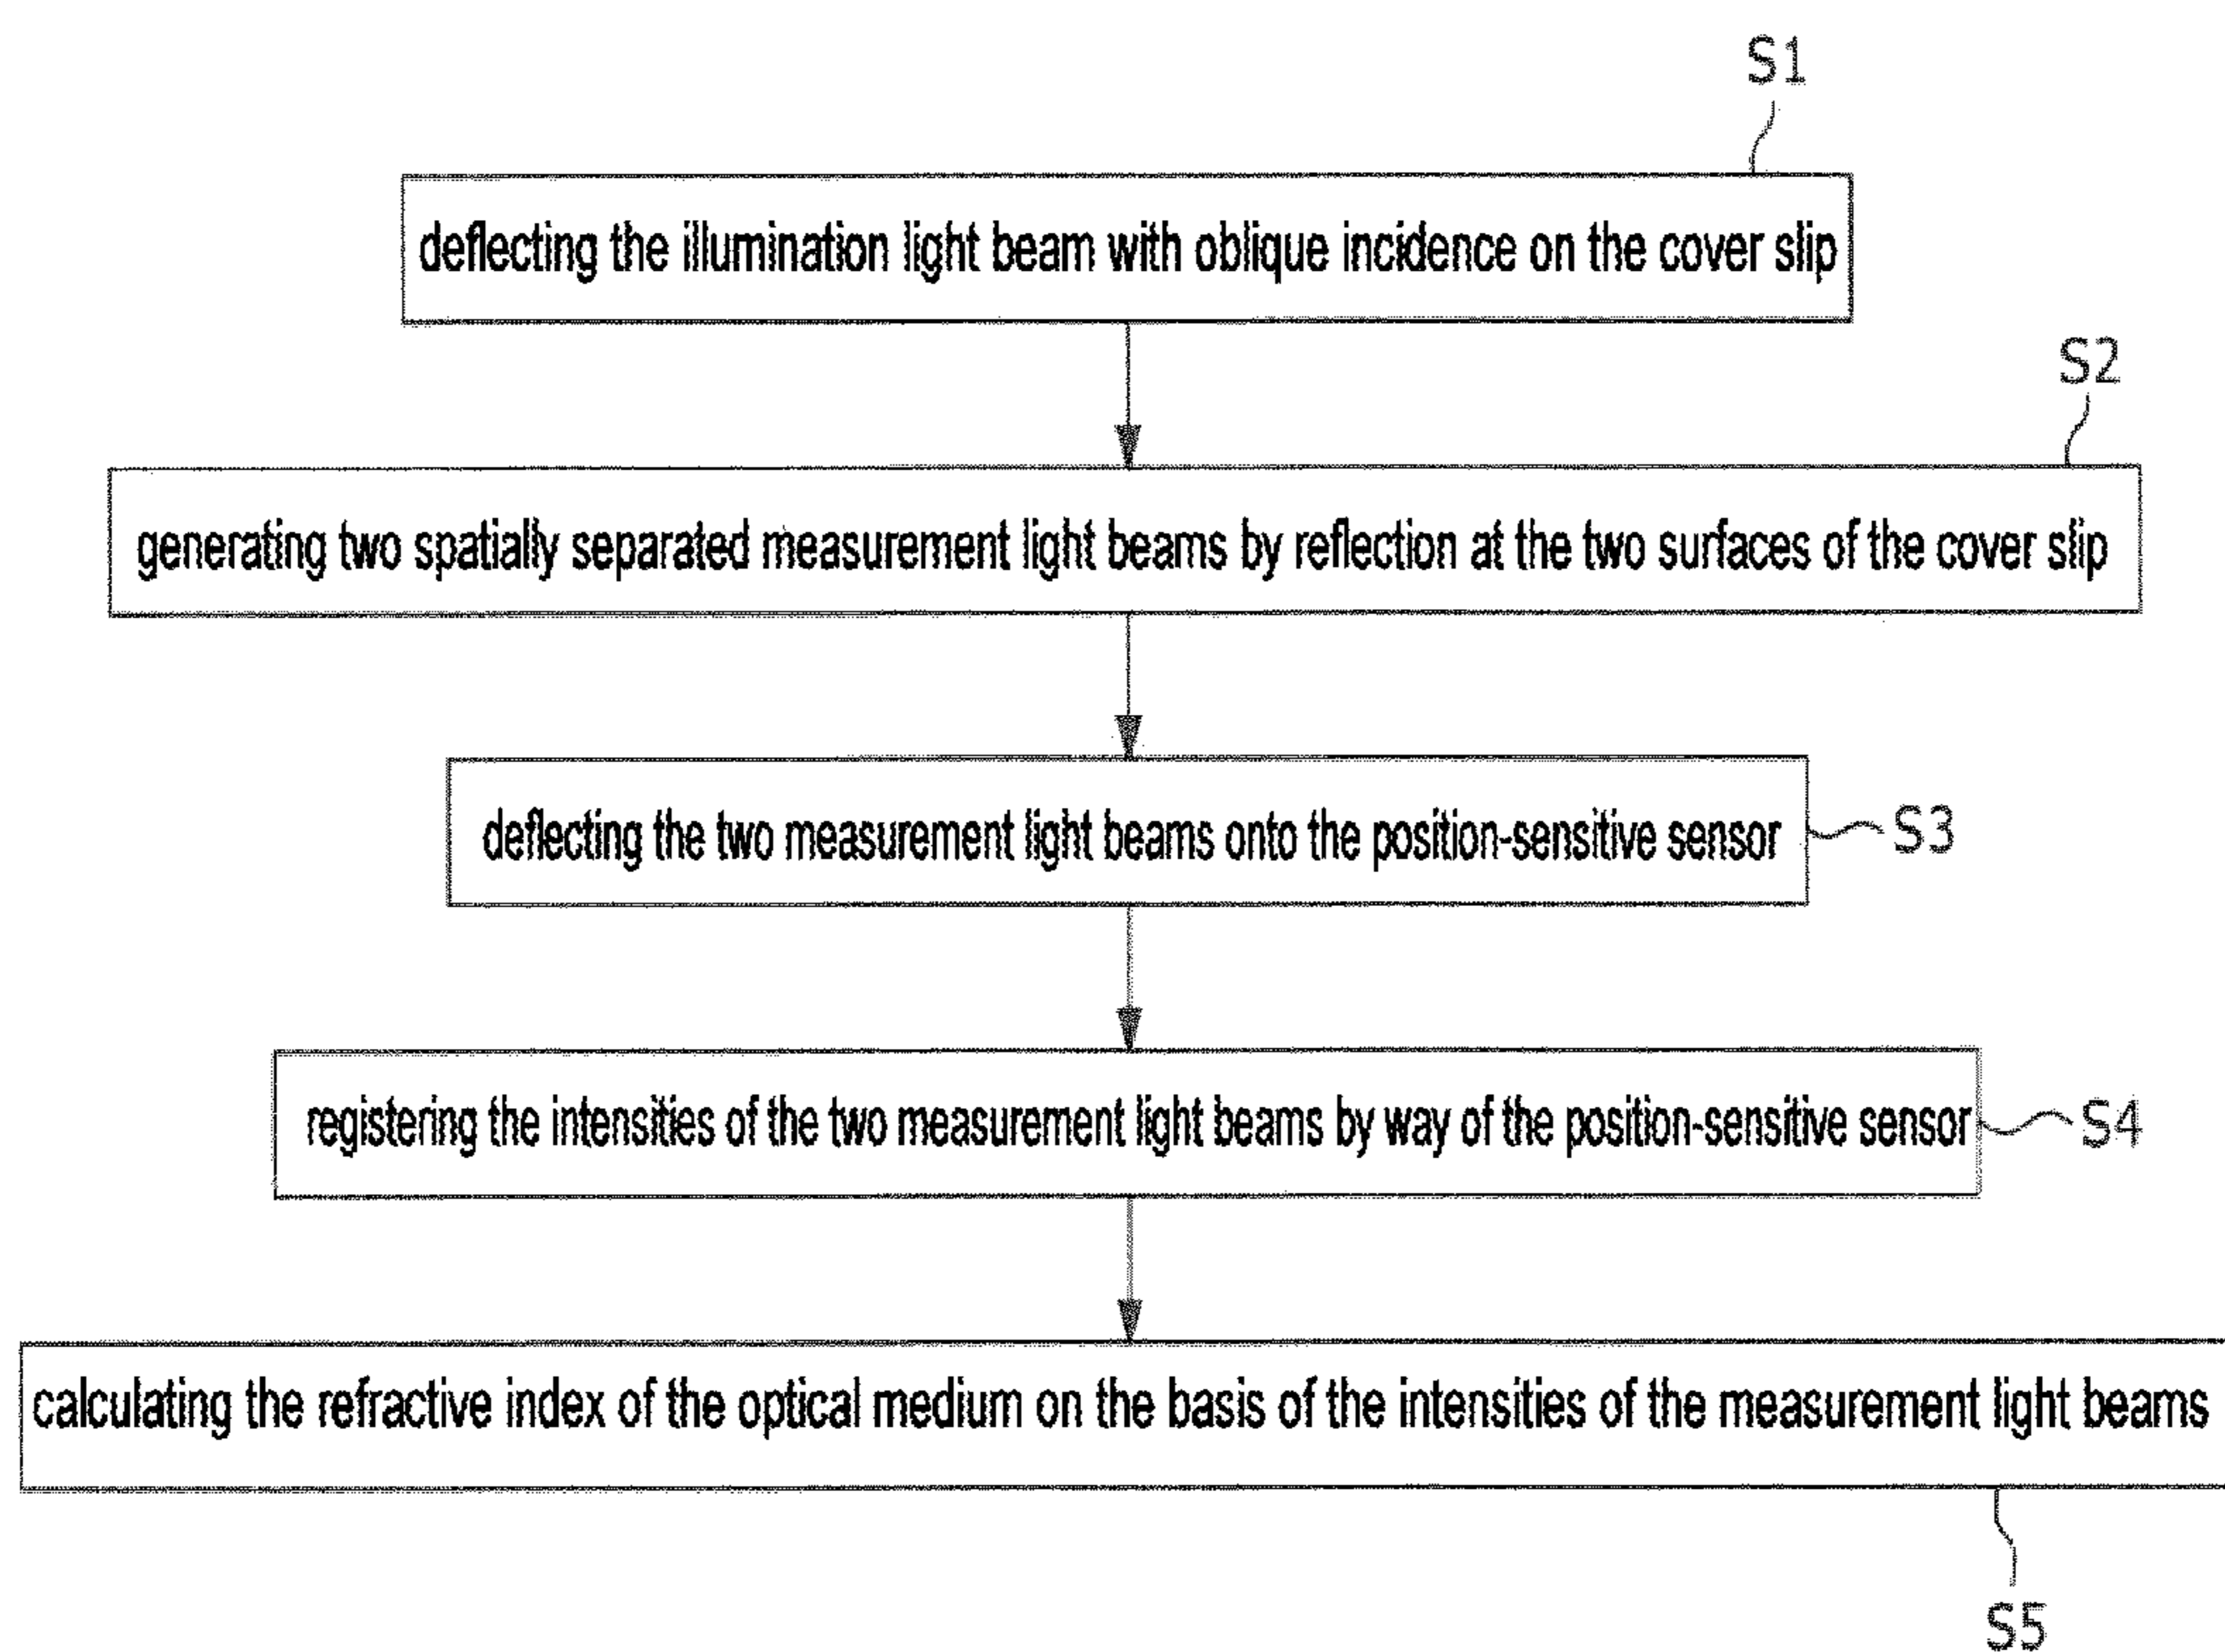 S1
deflecting the illumination light beam with oblique incidence on the cover slip
S2
generating two spatially separated measurement light beams by reflection at the two surfaces of the cover slip
deflecting the two measurement light beams onto the position-sensitive sensor
S3
registering the intensities of the two measurement light beams by way of the position-sensitive sensor
S4
calculating the refractive index of the optical medium on the basis of the intensities of the measurement light beams
S5